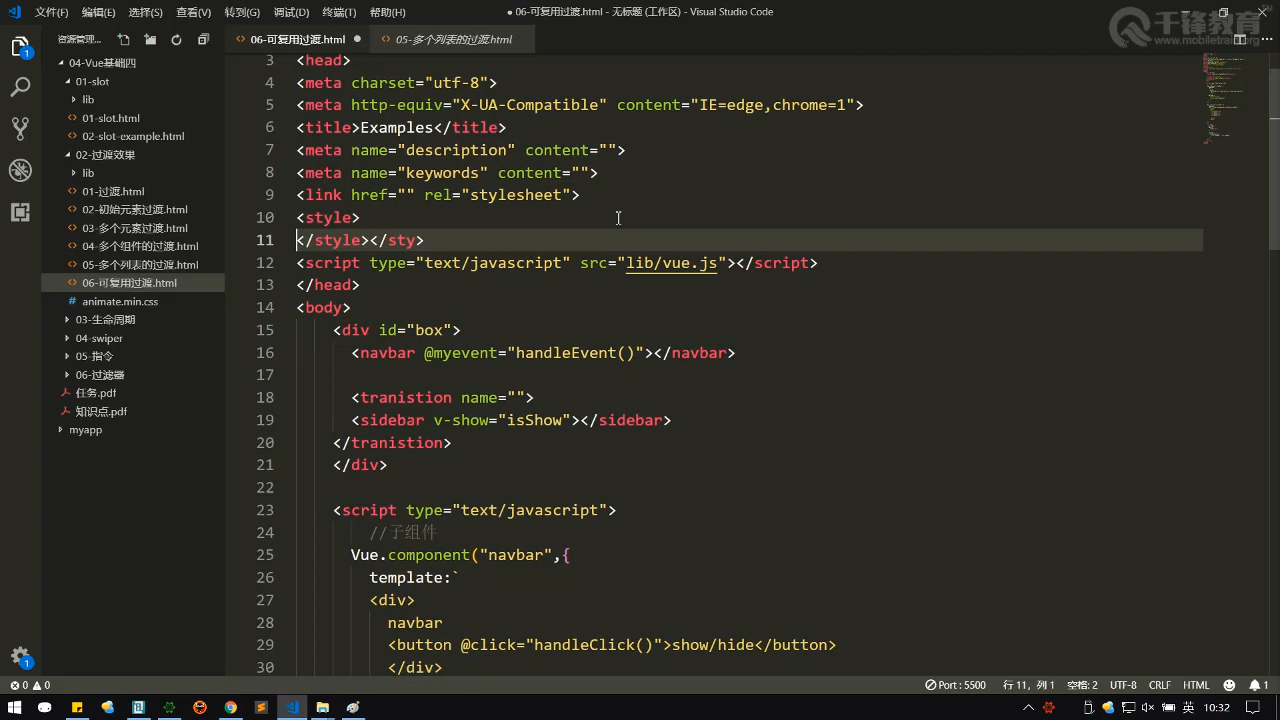 文件(F) 编辑(E) 选择(S) 查看(V) 转到(G) 调试(D) 终端(T) 帮助(H) ● 06-可复用过渡.html - 无标题 (工作区) - Visual Studio Code
千锋教育
www.mobiletrain.org
资源管理...
06-可复用过渡.html ●
05-多个列表的过渡.html
04-Vue基础四
01-slot
lib
01-slot.html
02-slot-example.html
02-过渡效果
lib
01-过渡.html
02-初始元素过渡.html
03-多个元素过渡.html
04-多个组件的过渡.html
05-多个列表的过渡.html
06-可复用过渡.html
# animate.min.css
03-生命周期
04-swiper
05-指令
06-过滤器
任务.pdf
知识点.pdf
myapp
3 <head>
4 <meta charset="utf-8">
5 <meta http-equiv="X-UA-Compatible" content="IE=edge,chrome=1">
6 <title>Examples</title>
7 <meta name="description" content="">
8 <meta name="keywords" content="">
9 <link href="" rel="stylesheet">
10 <style>
11 </style></sty>
12 <script type="text/javascript" src="lib/vue.js"></script>
13 </head>
14 <body>
15 <div id="box">
16 <navbar @myevent="handleEvent()"></navbar>
17
18 <tranistion name="">
19 <sidebar v-show="isShow"></sidebar>
20 </tranistion>
21 </div>
22
23 <script type="text/javascript">
24 //子组件
25 Vue.component("navbar",{
26 template:`
27 <div>
28 navbar
29 <button @click="handleClick()">show/hide</button>
30 </div>
1
1
0 0 Port : 5500 行 11，列 1 空格: 2 UTF-8 CRLF HTML 1
英 10:32